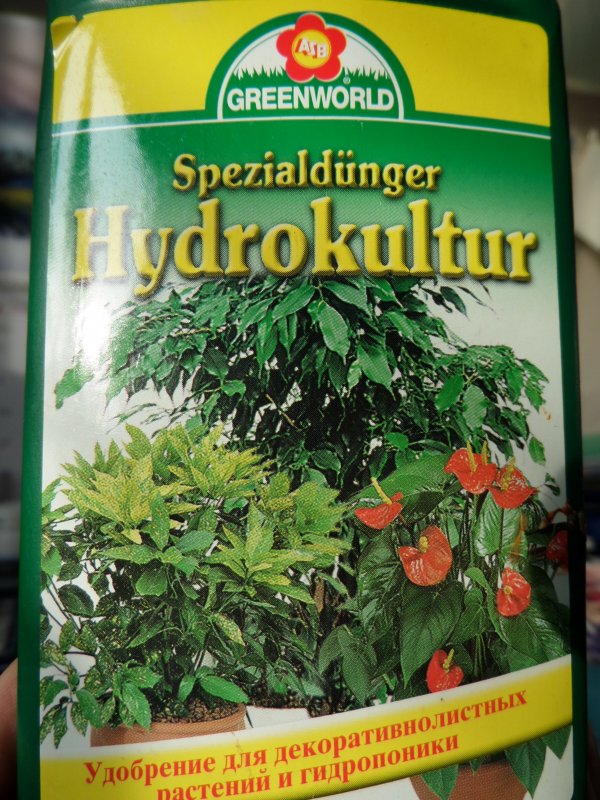 ASB
GREENWORLD®
Spezialdünger
Hydrokultur
Удобрение для декоративнолистных
растений и гидропоники